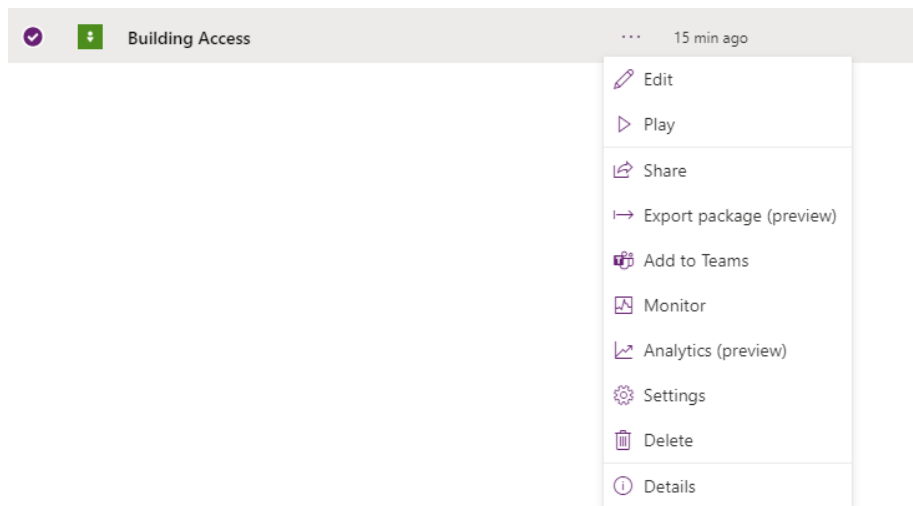 Building Access ··· 15 min ago
Edit
Play
Share
Export package (preview)
Add to Teams
Monitor
Analytics (preview)
Settings
Delete
Details